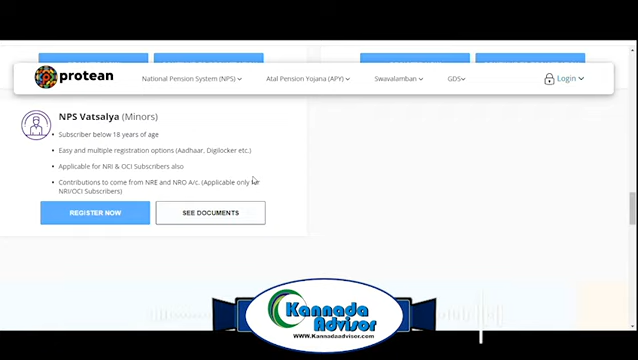 protean
National Pension System (NPS)
Atal Pension Yojana (APY)
Swavalamban
GDS
Login
NPS Vatsalya (Minors)
Subscriber below 18 years of age
Easy and multiple registration options (Aadhaar, Digilocker etc.)
Applicable for NRI & OCI Subscribers also
Contributions to come from NRE and NRO A/c. (Applicable only for
NRI/OCI Subscribers)
REGISTER NOW
SEE DOCUMENTS
Kannada
Advisor
www.Kannadaadvisor.com